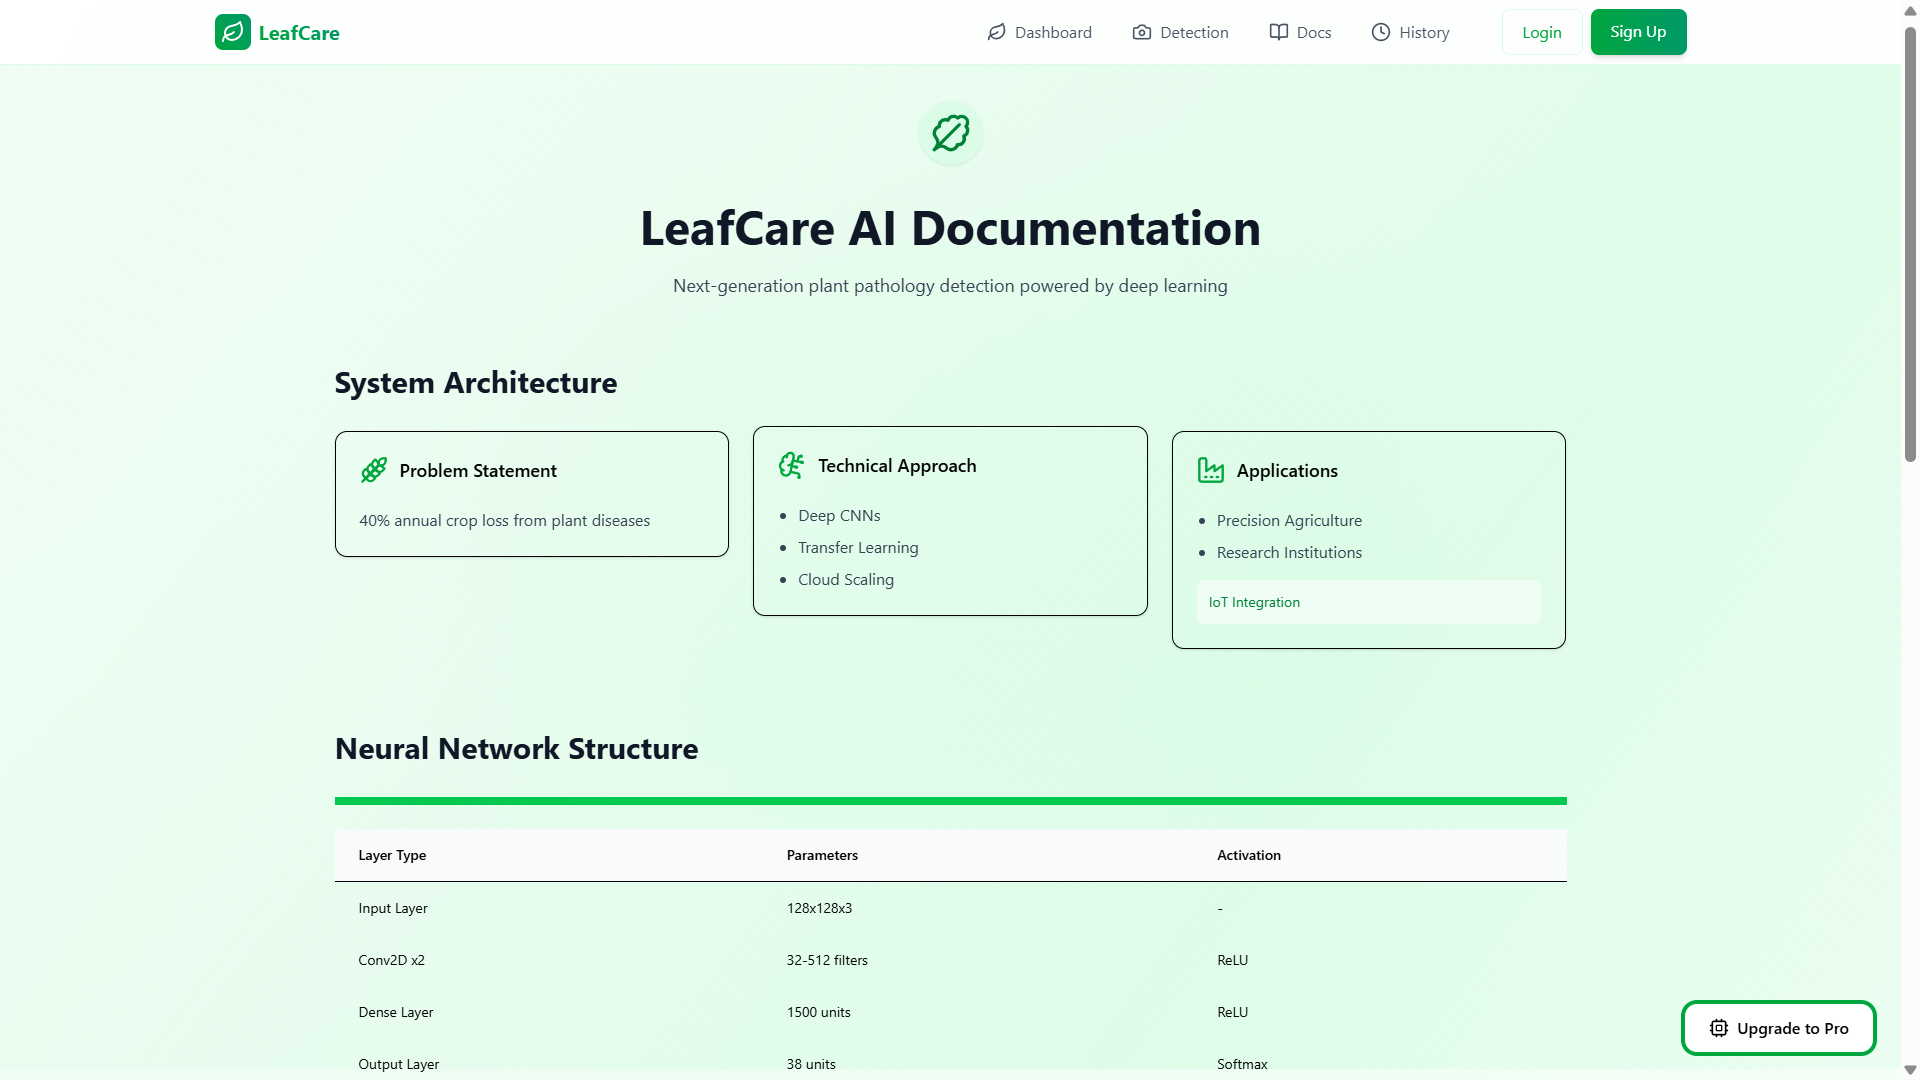 LeafCare
Dashboard
Detection
Docs
History
Login
Sign Up
LeafCare AI Documentation
Next-generation plant pathology detection powered by deep learning
System Architecture
Problem Statement
40% annual crop loss from plant diseases
Technical Approach
• Deep CNNs
• Transfer Learning
• Cloud Scaling
Applications
• Precision Agriculture
• Research Institutions
IoT Integration
Neural Network Structure
Layer Type Parameters Activation
Input Layer 128x128x3 -
Conv2D x2 32-512 filters ReLU
Dense Layer 1500 units ReLU
Output Layer 38 units Softmax
Upgrade to Pro